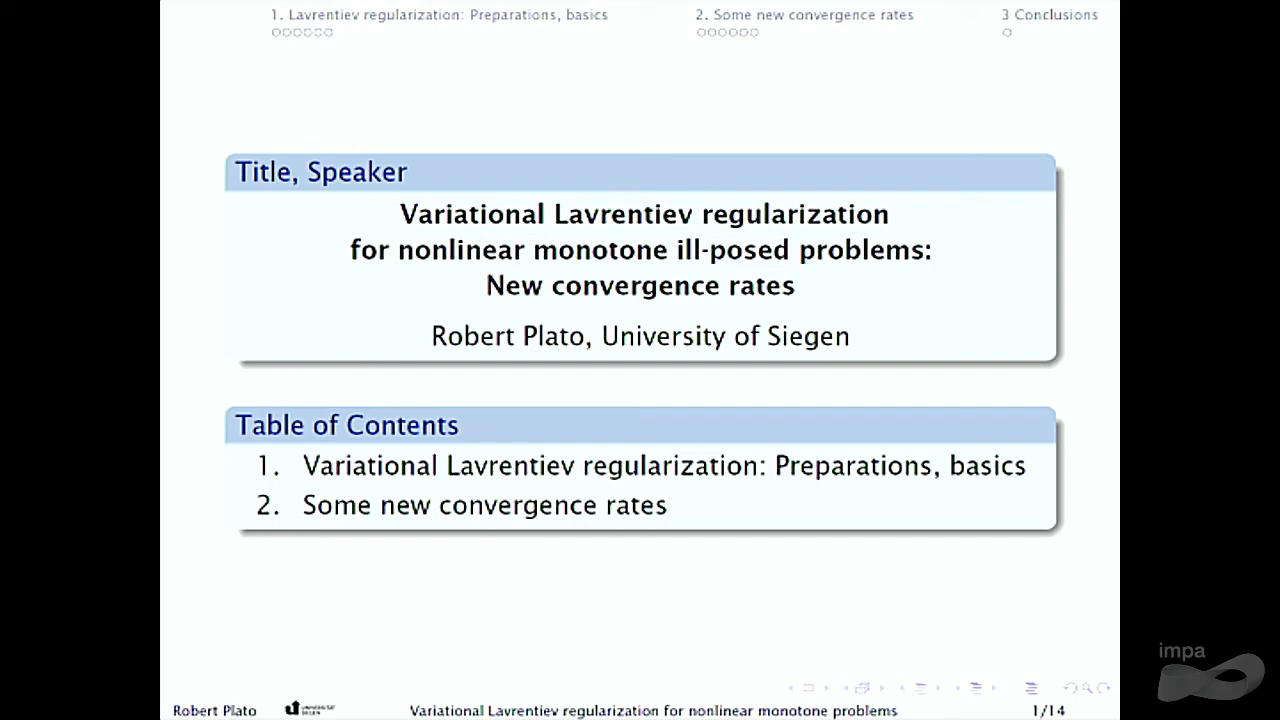 1. Lavrentiev regularization: Preparations, basics 2. Some new convergence rates 3 Conclusions
Title, Speaker
Variational Lavrentiev regularization
for nonlinear monotone ill-posed problems:
New convergence rates
Robert Plato, University of Siegen
Table of Contents
1. Variational Lavrentiev regularization: Preparations, basics
2. Some new convergence rates
impa
Robert Plato UNIVERSITÄT SIEGEN Variational Lavrentiev regularization for nonlinear monotone problems 1/14